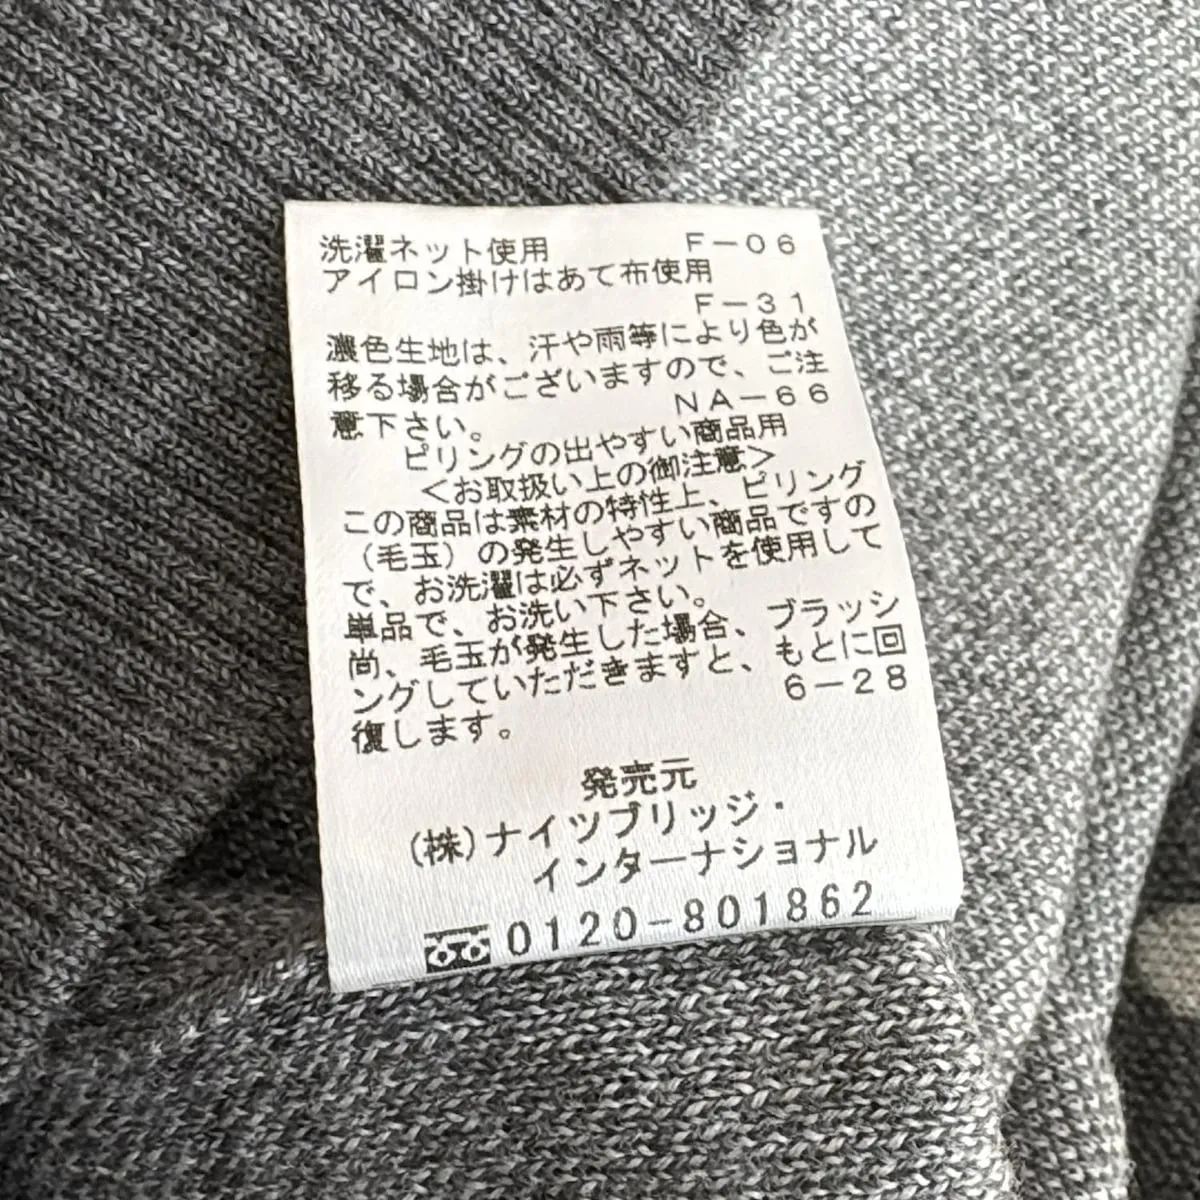 洗濯ネット使用 F－06
アイロン掛けはあて布使用
F－31
濃色生地は、汗や雨等により色が
移る場合がございますので、ご注
意下さい。 NA－66
ピリングの出やすい商品用
＜お取扱い上の御注意＞
この商品は素材の特性上、ピリング
（毛玉）の発生しやすい商品ですの
で、お洗濯は必ずネットを使用して
単品で、お洗い下さい。
尚、毛玉が発生した場合、ブラッシ
ングしていただきますと、もとに回
復します。 6－28
発売元
(株)ナイツブリッジ・
インターナショナル
0120-801862